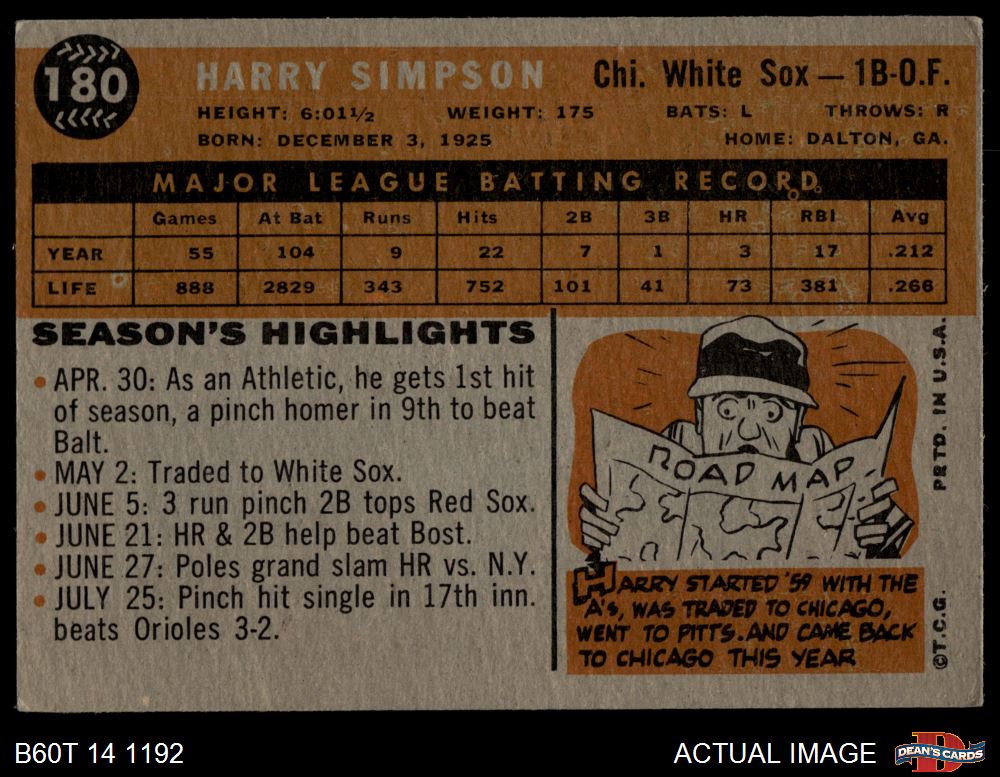 180
HARRY SIMPSON Chi. White Sox — 1B-O.F.
HEIGHT: 6:01½ WEIGHT: 175 BATS: L THROWS: R
BORN: DECEMBER 3, 1925 HOME: DALTON, GA.
MAJOR LEAGUE BATTING RECORD
Games At Bat Runs Hits 2B 3B HR RBI Avg
YEAR 55 104 9 22 7 1 3 17 .212
LIFE 888 2829 343 752 101 41 73 381 .266
SEASON'S HIGHLIGHTS
• APR. 30: As an Athletic, he gets 1st hit
of season, a pinch homer in 9th to beat
Balt.
• MAY 2: Traded to White Sox.
• JUNE 5: 3 run pinch 2B tops Red Sox.
• JUNE 21: HR & 2B help beat Bost.
• JUNE 27: Poles grand slam HR vs. N.Y.
• JULY 25: Pinch hit single in 17th inn.
beats Orioles 3-2.
ROAD MAP
HARRY STARTED '59 WITH THE
A's, WAS TRADED TO CHICAGO,
WENT TO PITTS. AND CAME BACK
TO CHICAGO THIS YEAR
©T.C.G. PRTD. IN U.S.A.
B60T 14 1192
ACTUAL IMAGE
DEAN'S CARDS